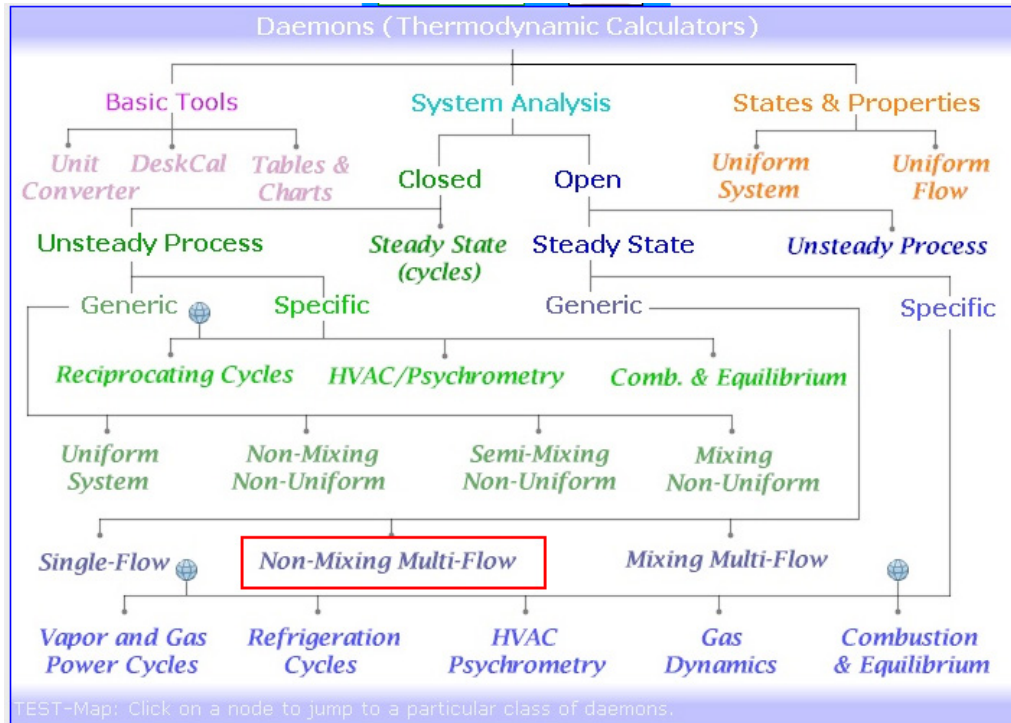 Daemons (Thermodynamic Calculators)
Basic Tools
System Analysis
States & Properties
Unit
Converter
DeskCal
Tables &
Charts
Closed
Open
Uniform
System
Uniform
Flow
Unsteady Process
Steady State
(cycles)
Steady State
Unsteady Process
Generic
Specific
Generic
Specific
Reciprocating Cycles
HVAC/Psychrometry
Comb. & Equilibrium
Uniform
System
Non-Mixing
Non-Uniform
Semi-Mixing
Non-Uniform
Mixing
Non-Uniform
Single-Flow
Non-Mixing Multi-Flow
Mixing Multi-Flow
Vapor and Gas
Power Cycles
Refrigeration
Cycles
HVAC
Psychrometry
Gas
Dynamics
Combustion
& Equilibrium
TEST-Map: Click on a node to jump to a particular class of daemons.